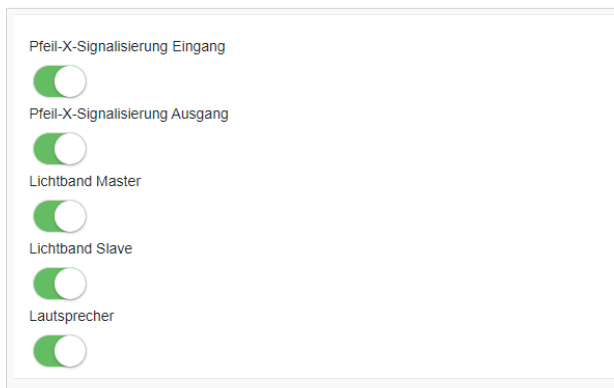 Pfeil-X-Signalisierung Eingang
Pfeil-X-Signalisierung Ausgang
Lichtband Master
Lichtband Slave
Lautsprecher